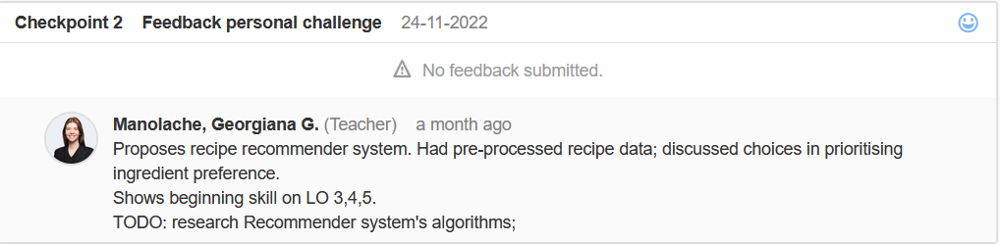 Checkpoint 2 Feedback personal challenge 24-11-2022
No feedback submitted.
Manolache, Georgiana G. (Teacher) a month ago
Proposes recipe recommender system. Had pre-processed recipe data; discussed choices in prioritising
ingredient preference.
Shows beginning skill on LO 3,4,5.
TODO: research Recommender system's algorithms;